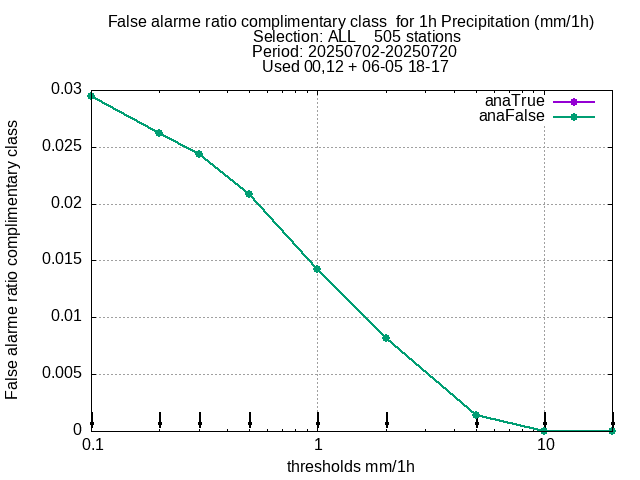 False alarme ratio complimentary class  for 1h Precipitation (mm/1h)
Selection: ALL    505 stations
Period: 20250702-20250720
Used 00,12 + 06-05 18-17
anaTrue
anaFalse
False alarme ratio complimentary class
0.03
0.025
0.02
0.015
0.01
0.005
0
0.1
1
10
thresholds mm/1h